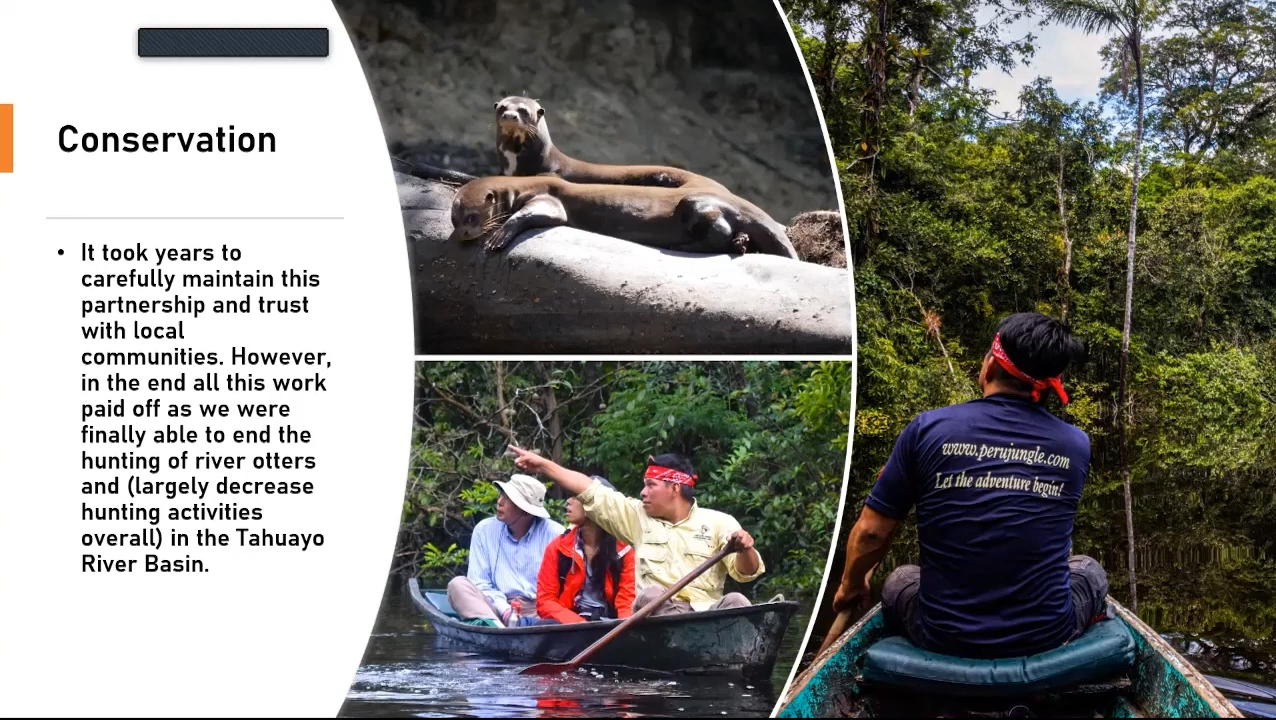 Conservation
• It took years to
carefully maintain this
partnership and trust
with local
communities. However,
in the end all this work
paid off as we were
finally able to end the
hunting of river otters
and (largely decrease
hunting activities
overall) in the Tahuayo
River Basin.
www.perujungle.com
Let the adventure begin!